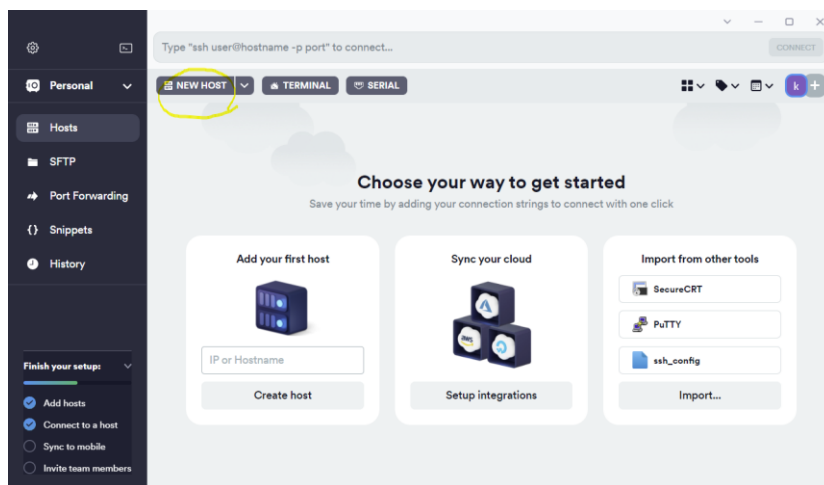 Type "ssh user@hostname -p port" to connect...
CONNECT
Personal
NEW HOST
TERMINAL
SERIAL
k
Hosts
SFTP
Port Forwarding
Snippets
History
Choose your way to get started
Save your time by adding your connection strings to connect with one click
Add your first host
IP or Hostname
Create host
Sync your cloud
aws
Setup integrations
Import from other tools
SecureCRT
PuTTY
ssh_config
Import...
Finish your setup:
Add hosts
Connect to a host
Sync to mobile
Invite team members